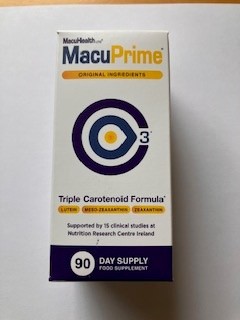 MacuHealth
MacuPrime
ORIGINAL INGREDIENTS
3
Triple Carotenoid Formula*
LUTEIN MESO-ZEAXANTHIN ZEAXANTHIN
Supported by 15 clinical studies at
Nutrition Research Centre Ireland
90 DAY SUPPLY
FOOD SUPPLEMENT